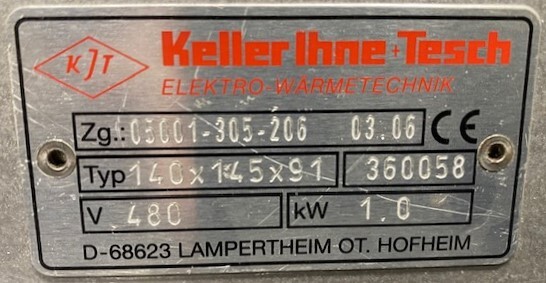 KJT
Keller Ihne + Tesch
ELEKTRO-WÄRMETECHNIK
Zg.: 03001-305-206 03.06 CE
Typ 140x145x91 360058
V 480 kW 1.0
D-68623 LAMPERTHEIM OT. HOFHEIM